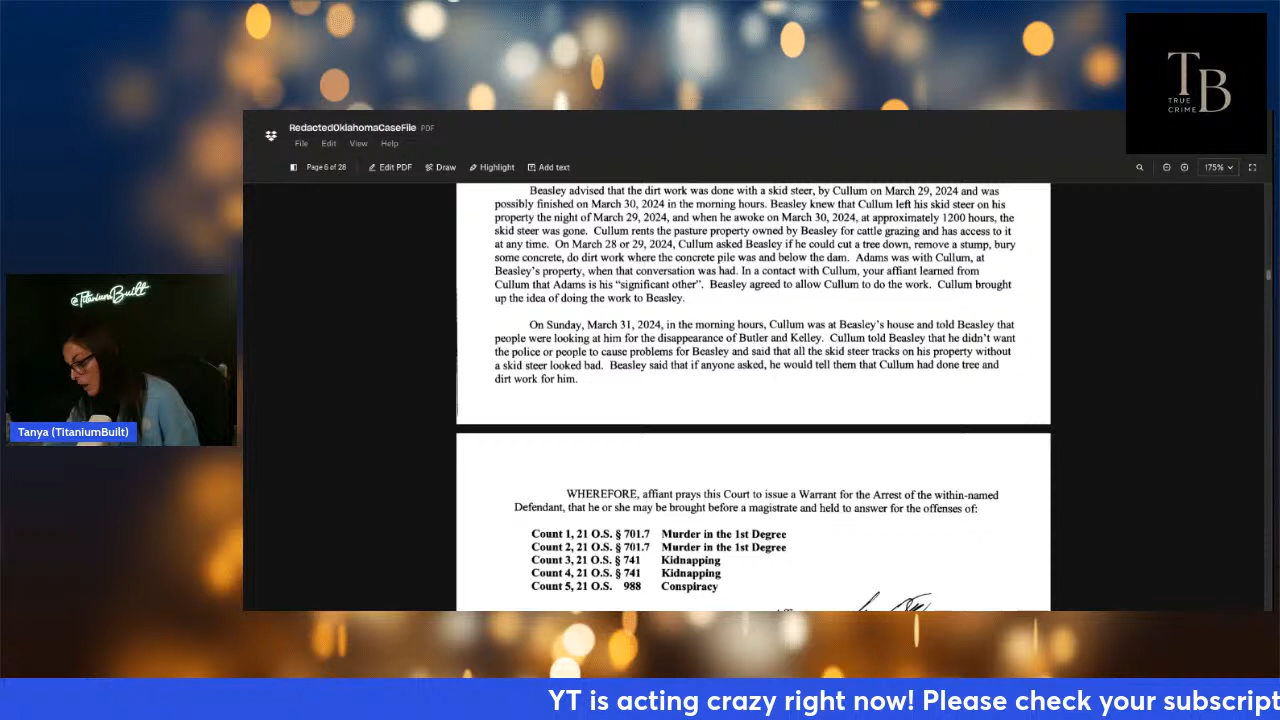 TB
TRUE
CRIME
RedactedOklahomaCaseFile PDF
File Edit View Help
Page 6 of 28 Edit PDF Draw Highlight Add text 175%
Beasley advised that the dirt work was done with a skid steer, by Cullum on March 29, 2024 and was
possibly finished on March 30, 2024 in the morning hours. Beasley knew that Cullum left his skid steer on his
property the night of March 29, 2024, and when he awoke on March 30, 2024, at approximately 1200 hours, the
skid steer was gone. Cullum rents the pasture property owned by Beasley for cattle grazing and has access to it
at any time. On March 28 or 29, 2024, Cullum asked Beasley if he could cut a tree down, remove a stump, bury
some concrete, do dirt work where the concrete pile was and below the dam. Adams was with Cullum, at
Beasley's property, when that conversation was had. In a contact with Cullum, your affiant learned from
Cullum that Adams is his "significant other". Beasley agreed to allow Cullum to do the work. Cullum brought
up the idea of doing the work to Beasley.
On Sunday, March 31, 2024, in the morning hours, Cullum was at Beasley's house and told Beasley that
people were looking at him for the disappearance of Butler and Kelley. Cullum told Beasley that he didn't want
the police or people to cause problems for Beasley and said that all the skid steer tracks on his property without
a skid steer looked bad. Beasley said that if anyone asked, he would tell them that Cullum had done tree and
dirt work for him.
WHEREFORE, affiant prays this Court to issue a Warrant for the Arrest of the within-named
Defendant, that he or she may be brought before a magistrate and held to answer for the offenses of:
Count 1, 21 O.S. § 701.7 Murder in the 1st Degree
Count 2, 21 O.S. § 701.7 Murder in the 1st Degree
Count 3, 21 O.S. § 741 Kidnapping
Count 4, 21 O.S. § 741 Kidnapping
Count 5, 21 O.S. 988 Conspiracy
@TitaniumBuilt
Tanya (TitaniumBuilt)
YT is acting crazy right now! Please check your subscript